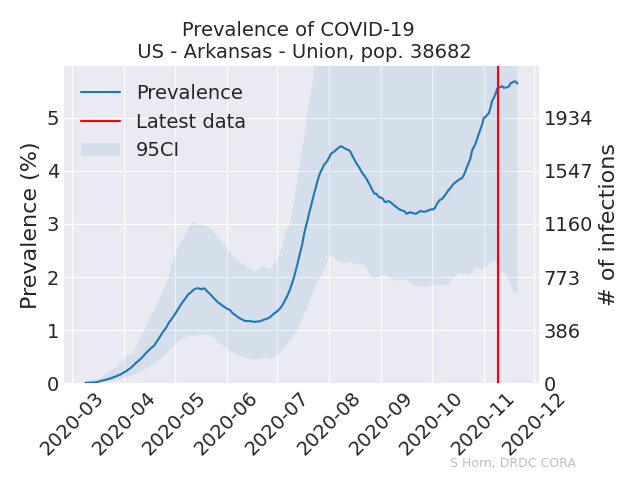 Prevalence of COVID-19
US - Arkansas - Union, pop. 38682
Prevalence
Latest data
95CI
Prevalence (%)
5
4
3
2
1
0
1934
1547
1160
773
386
0
# of infections
2020-03
2020-04
2020-05
2020-06
2020-07
2020-08
2020-09
2020-10
2020-11
2020-12
S Horn, DRDC CORA